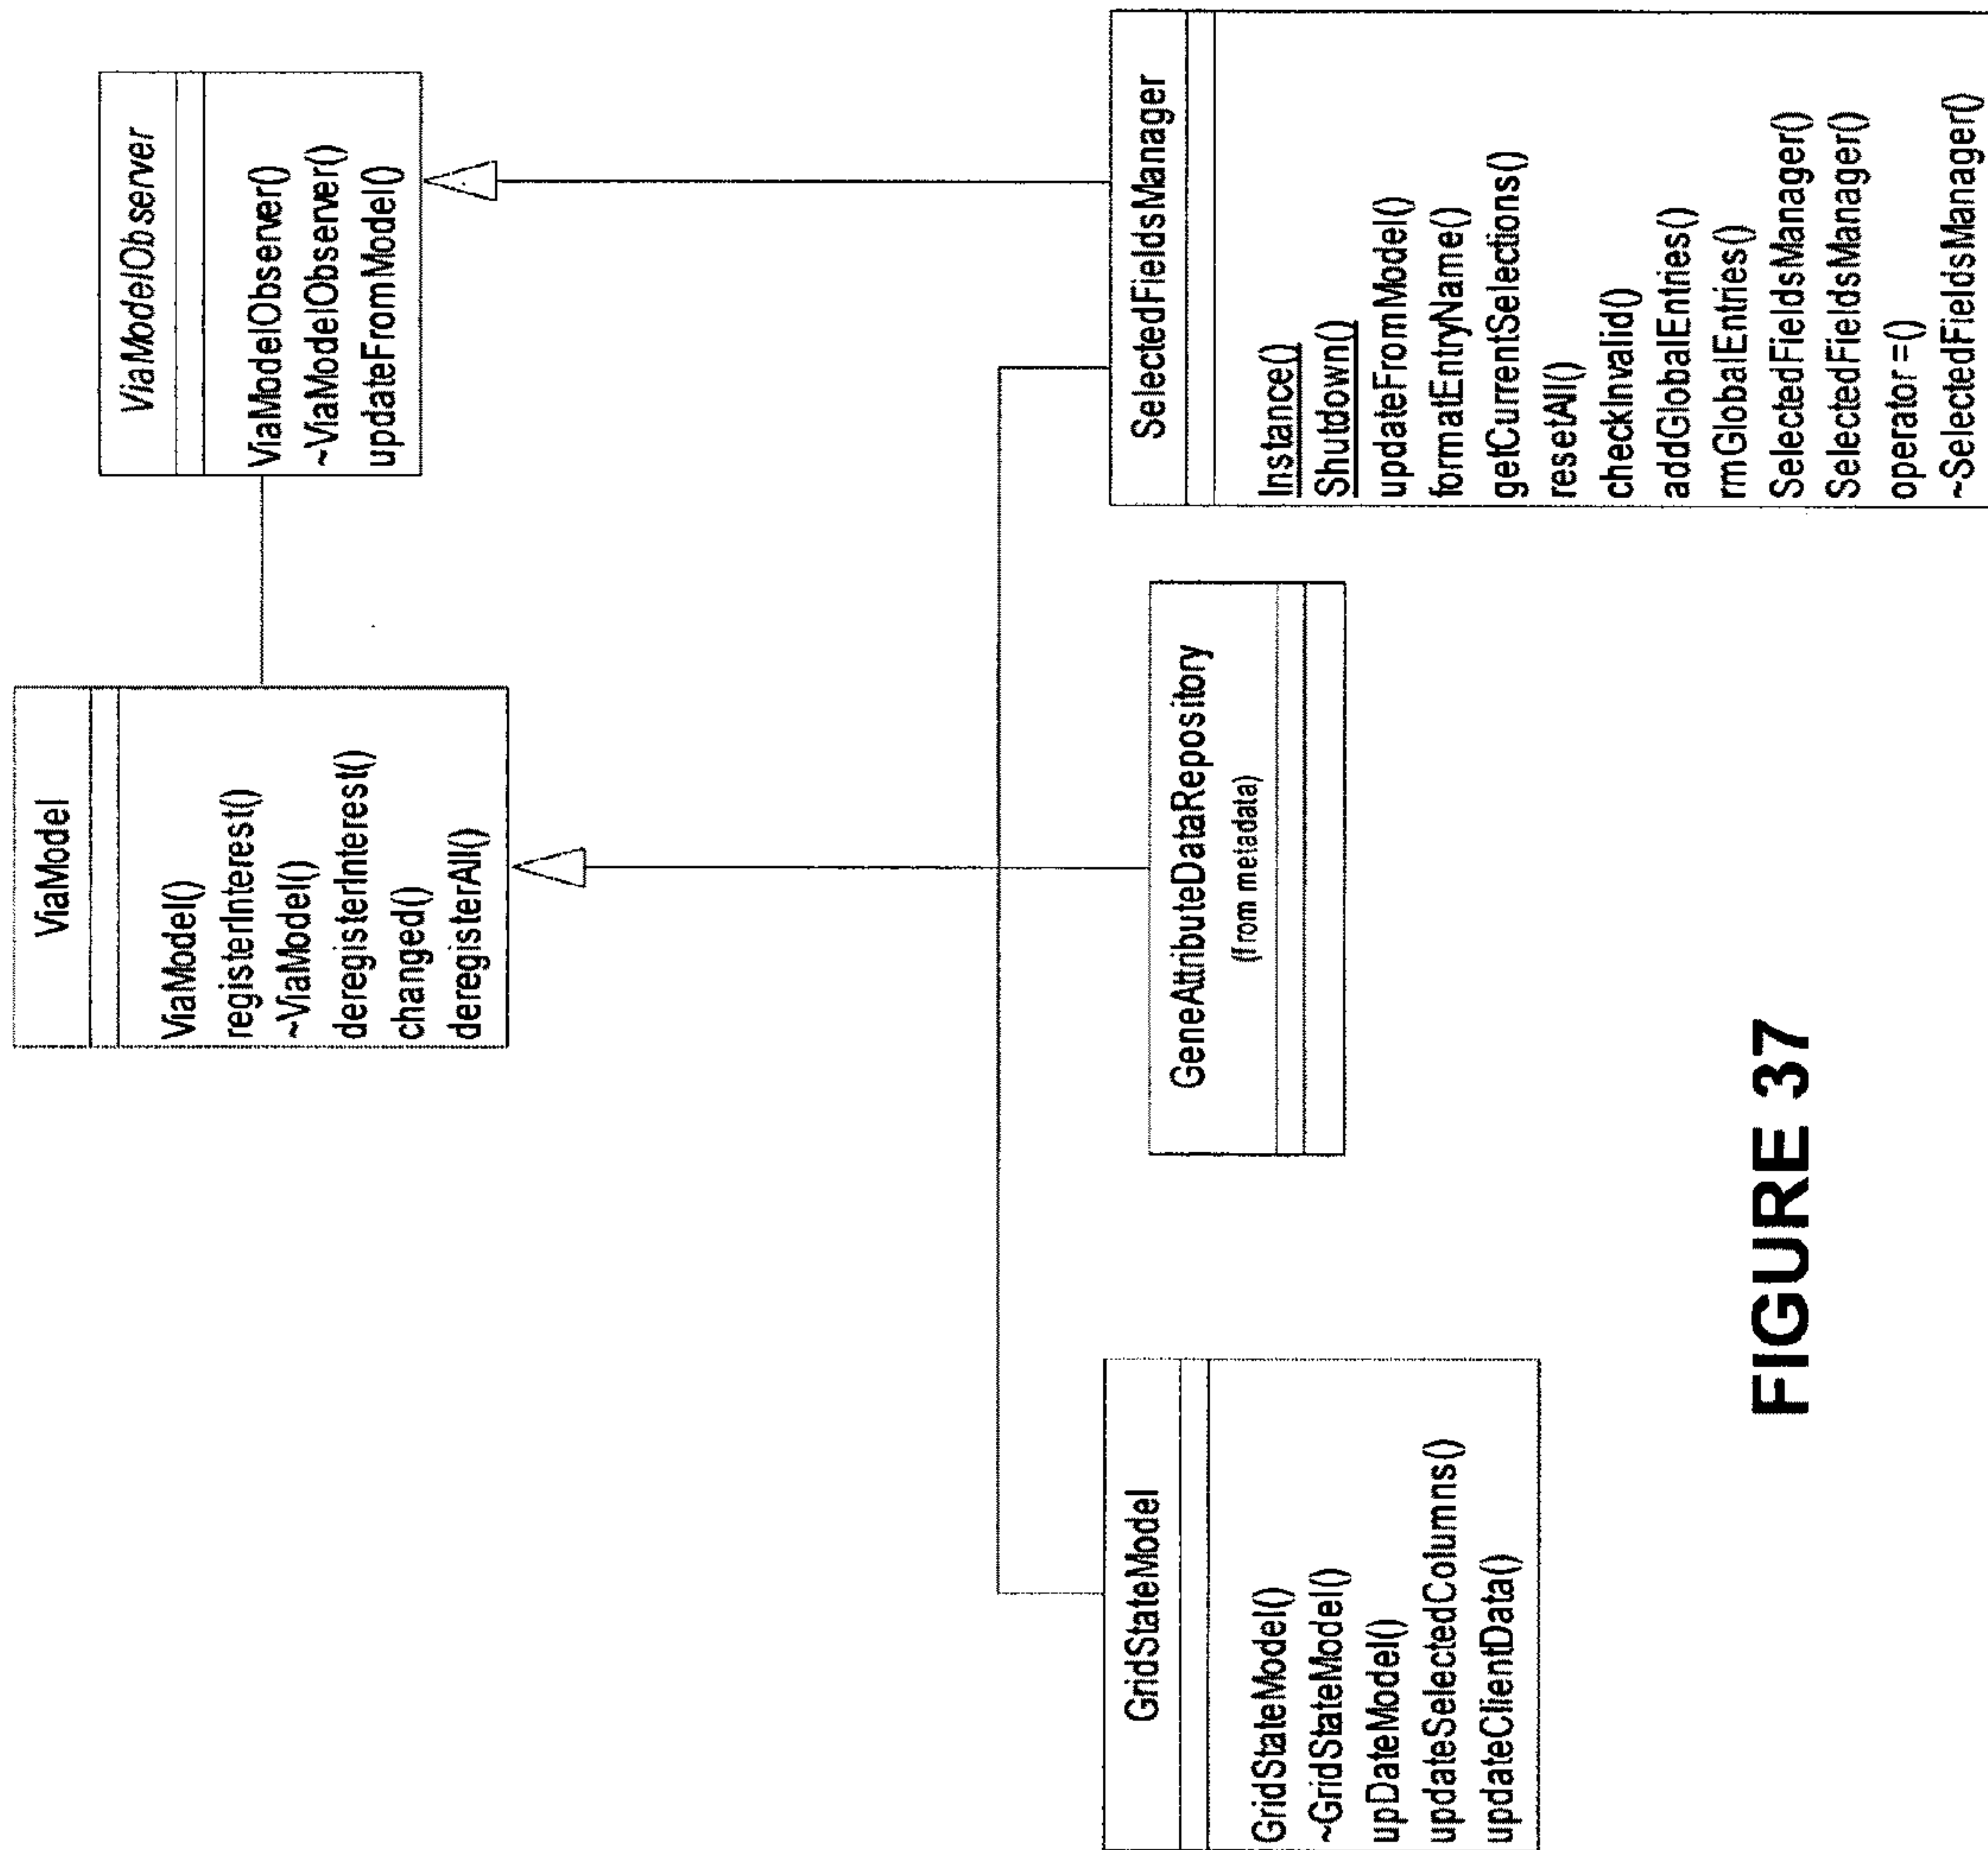 ViaModel
ViaModel()
registerInterest()
~ViaModel()
deregisterInterest()
changed()
deregisterAll()
ViaModelObserver
ViaModelObserver()
~ViaModelObserver()
updateFromModel()
GridStateModel
GridStateModel()
~GridStateModel()
upDateModel()
updateSelectedColumns()
updateClientData()
GeneAttributeDataRepository
(from metadata)
SelectedFieldsManager
Instance()
Shutdown()
updateFromModel()
formatEntryName()
getCurrentSelections()
resetAll()
checkInvalid()
addGlobalEntries()
rmGlobalEntries()
SelectedFieldsManager()
SelectedFieldsManager()
operator =()
~SelectedFieldsManager()
FIGURE 37